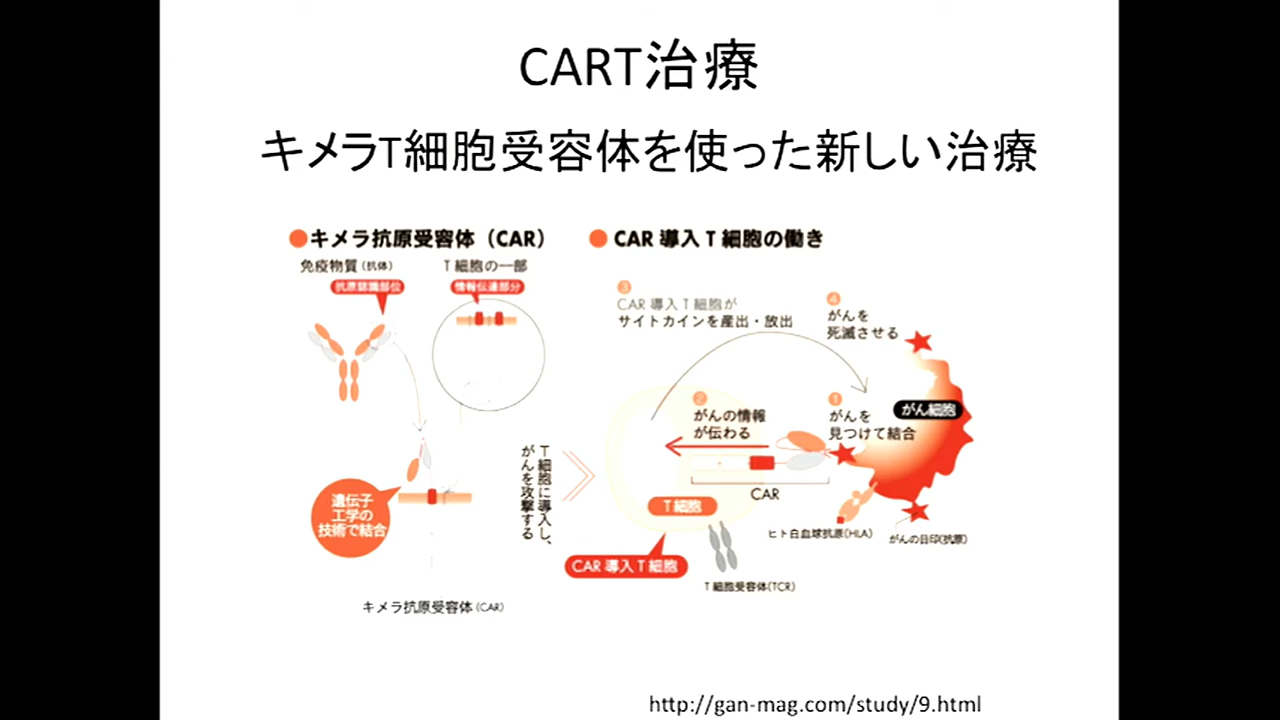 CART治療
キメラT細胞受容体を使った新しい治療
キメラ抗原受容体（CAR）
免疫物質（抗体）
抗原認識部位
T細胞の一部
情報伝達部分
遺伝子
工学の
技術で結合
キメラ抗原受容体（CAR）
T細胞に導入し、
がんを攻撃する
CAR 導入 T 細胞の働き
③
CAR 導入 T 細胞が
サイトカインを産出・放出
④
がんを
死滅させる
②
がんの情報
が伝わる
①
がんを
見つけて結合
がん細胞
CAR
T細胞
CAR 導入 T 細胞
T細胞受容体(TCR)
ヒト白血球抗原(HLA)
がんの目印(抗原)
http://gan-mag.com/study/9.html